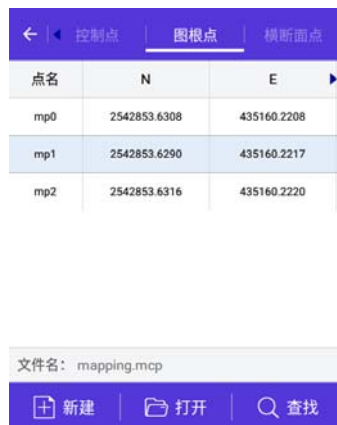 控制点 图根点 横断面点
点名 N E
mp0 2542853.6308 435160.2208
mp1 2542853.6290 435160.2217
mp2 2542853.6316 435160.2220
文件名: mapping.mcp
新建 打开 查找